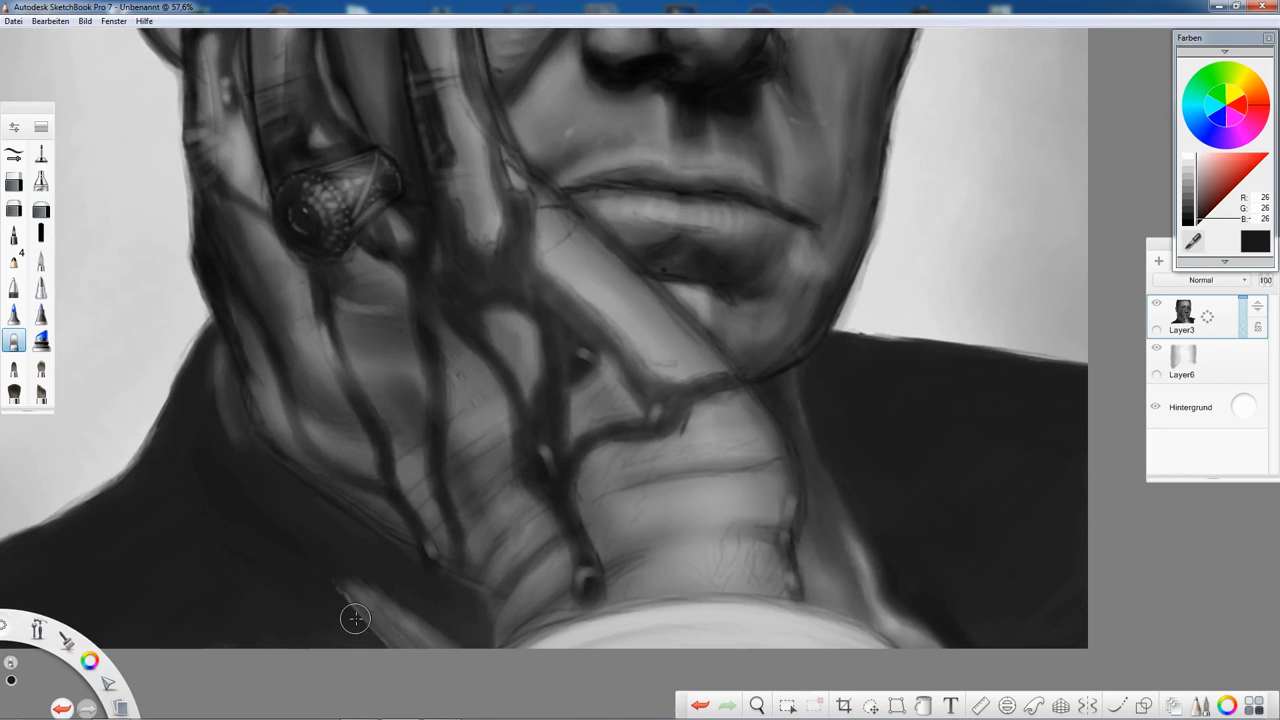 Autodesk SketchBook Pro 7 - Unbenannt @ 57.6%
Datei Bearbeiten Bild Fenster Hilfe
Farben
R: 26
G: 26
B: 26
4
Normal 100
Layer3
Layer6
Hintergrund